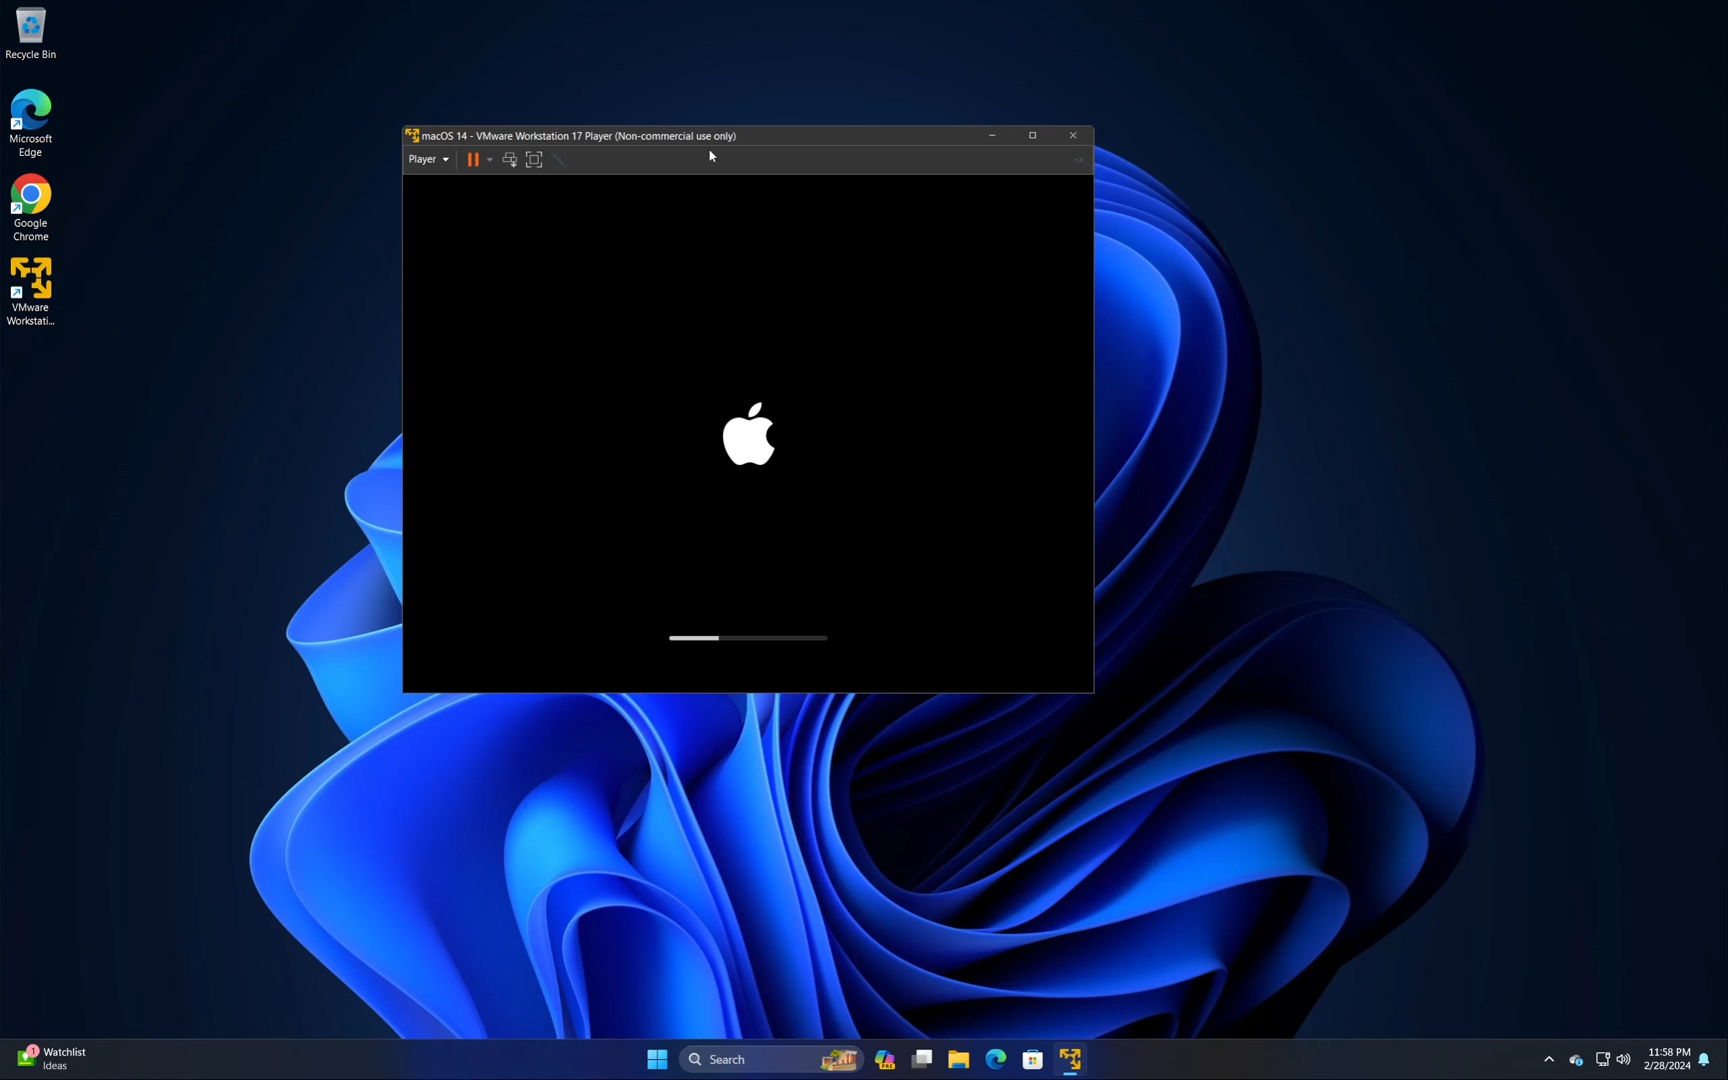 Recycle Bin
Microsoft
Edge
Google
Chrome
VMware
Workstati...
macOS 14 - VMware Workstation 17 Player (Non-commercial use only)
Player
1
Watchlist
Ideas
Search
11:58 PM
2/28/2024